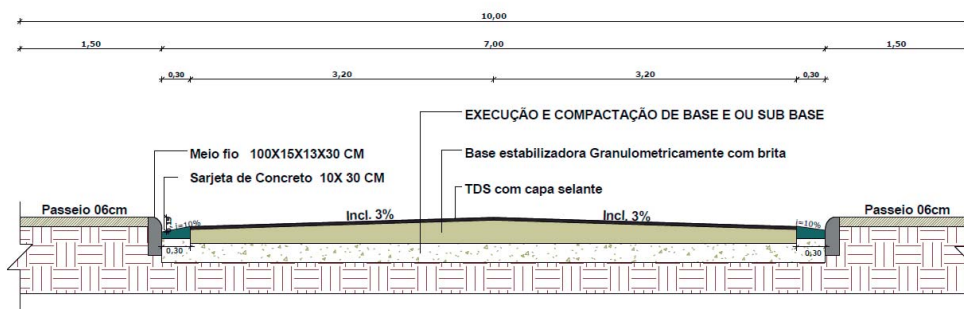 10,00
1,50
7,00
1,50
0,30
3,20
3,20
0,30
EXECUÇÃO E COMPACTAÇÃO DE BASE E OU SUB BASE
Meio fio 100X15X13X30 CM
Base estabilizadora Granulometricamente com brita
Sarjeta de Concreto 10X 30 CM
TDS com capa selante
Passeio 06cm
i=10%
Incl. 3%
Incl. 3%
i=10%
Passeio 06cm
0,30
0,30